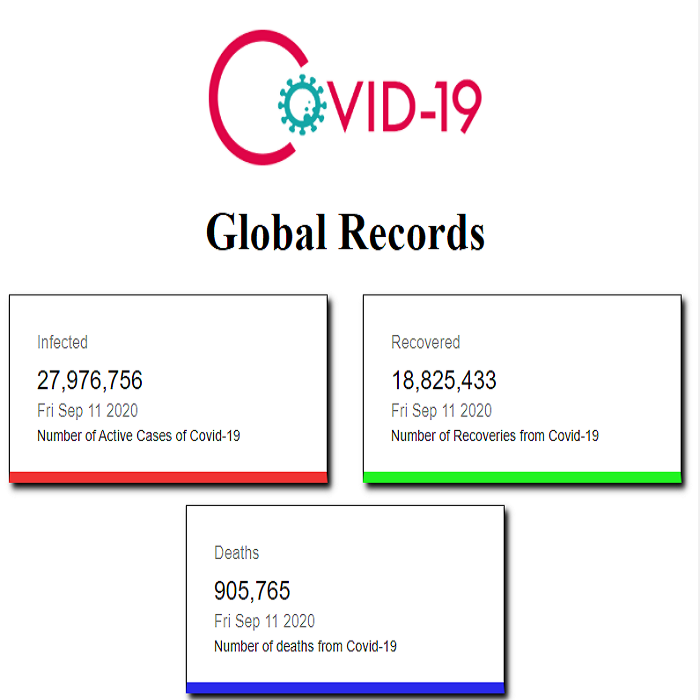 COVID-19
Global Records
Infected
27,976,756
Fri Sep 11 2020
Number of Active Cases of Covid-19
Recovered
18,825,433
Fri Sep 11 2020
Number of Recoveries from Covid-19
Deaths
905,765
Fri Sep 11 2020
Number of deaths from Covid-19